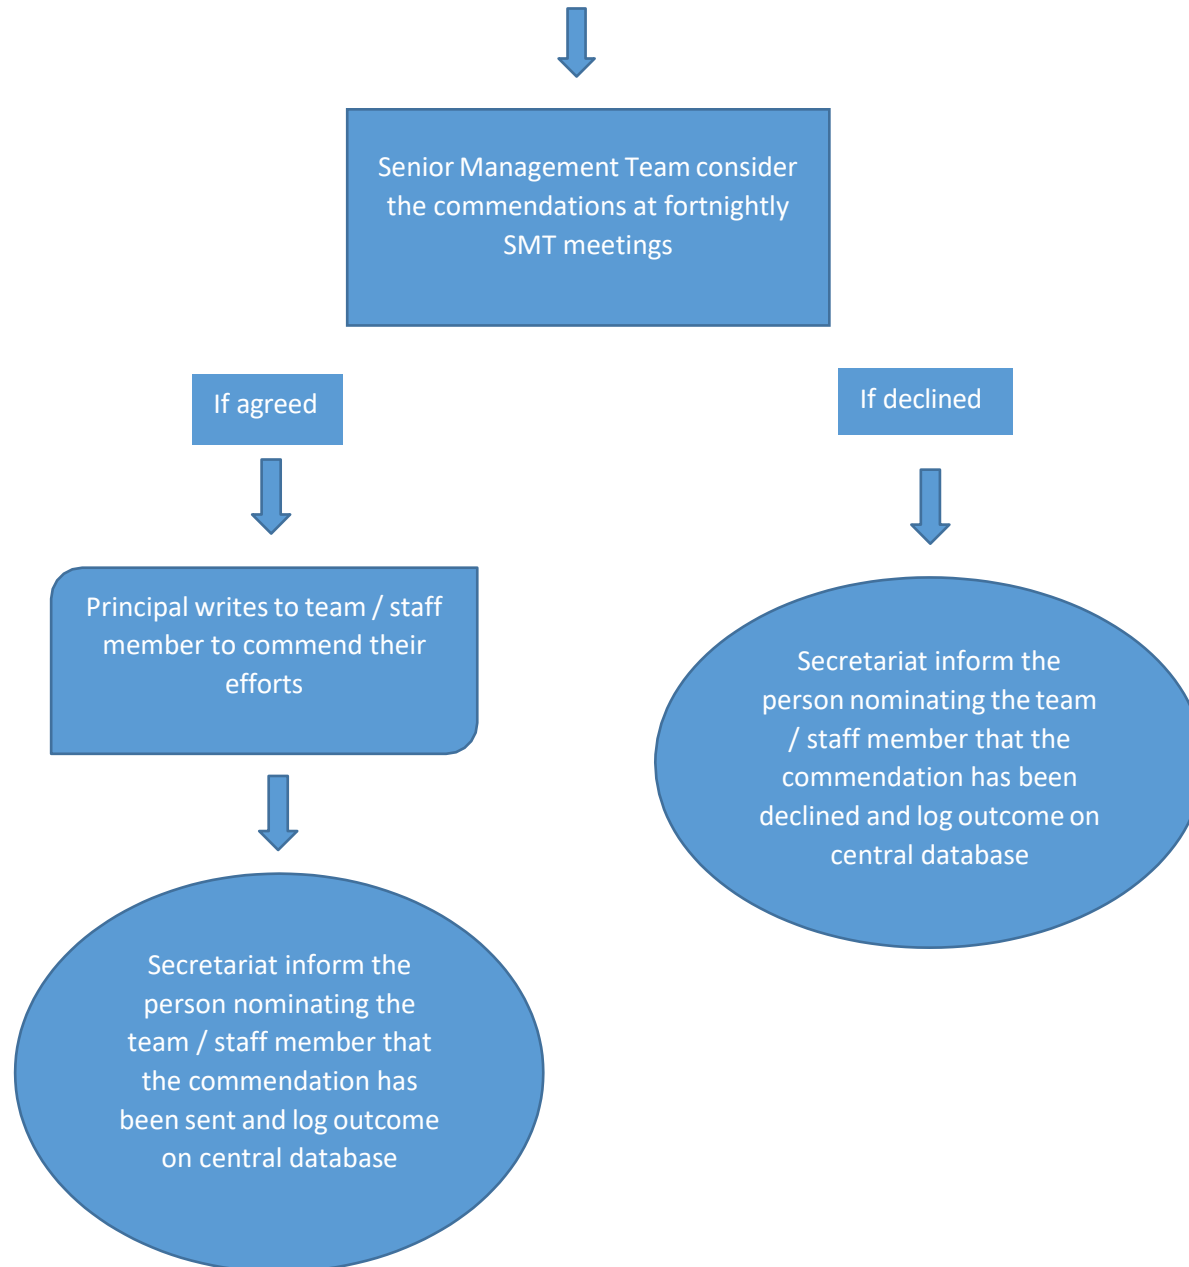 Senior Management Team consider
the commendations at fortnightly
SMT meetings
If agreed
If declined
Principal writes to team / staff
member to commend their
efforts
Secretariat inform the
person nominating the team
/ staff member that the
commendation has been
declined and log outcome on
central database
Secretariat inform the
person nominating the
team / staff member that
the commendation has
been sent and log outcome
on central database